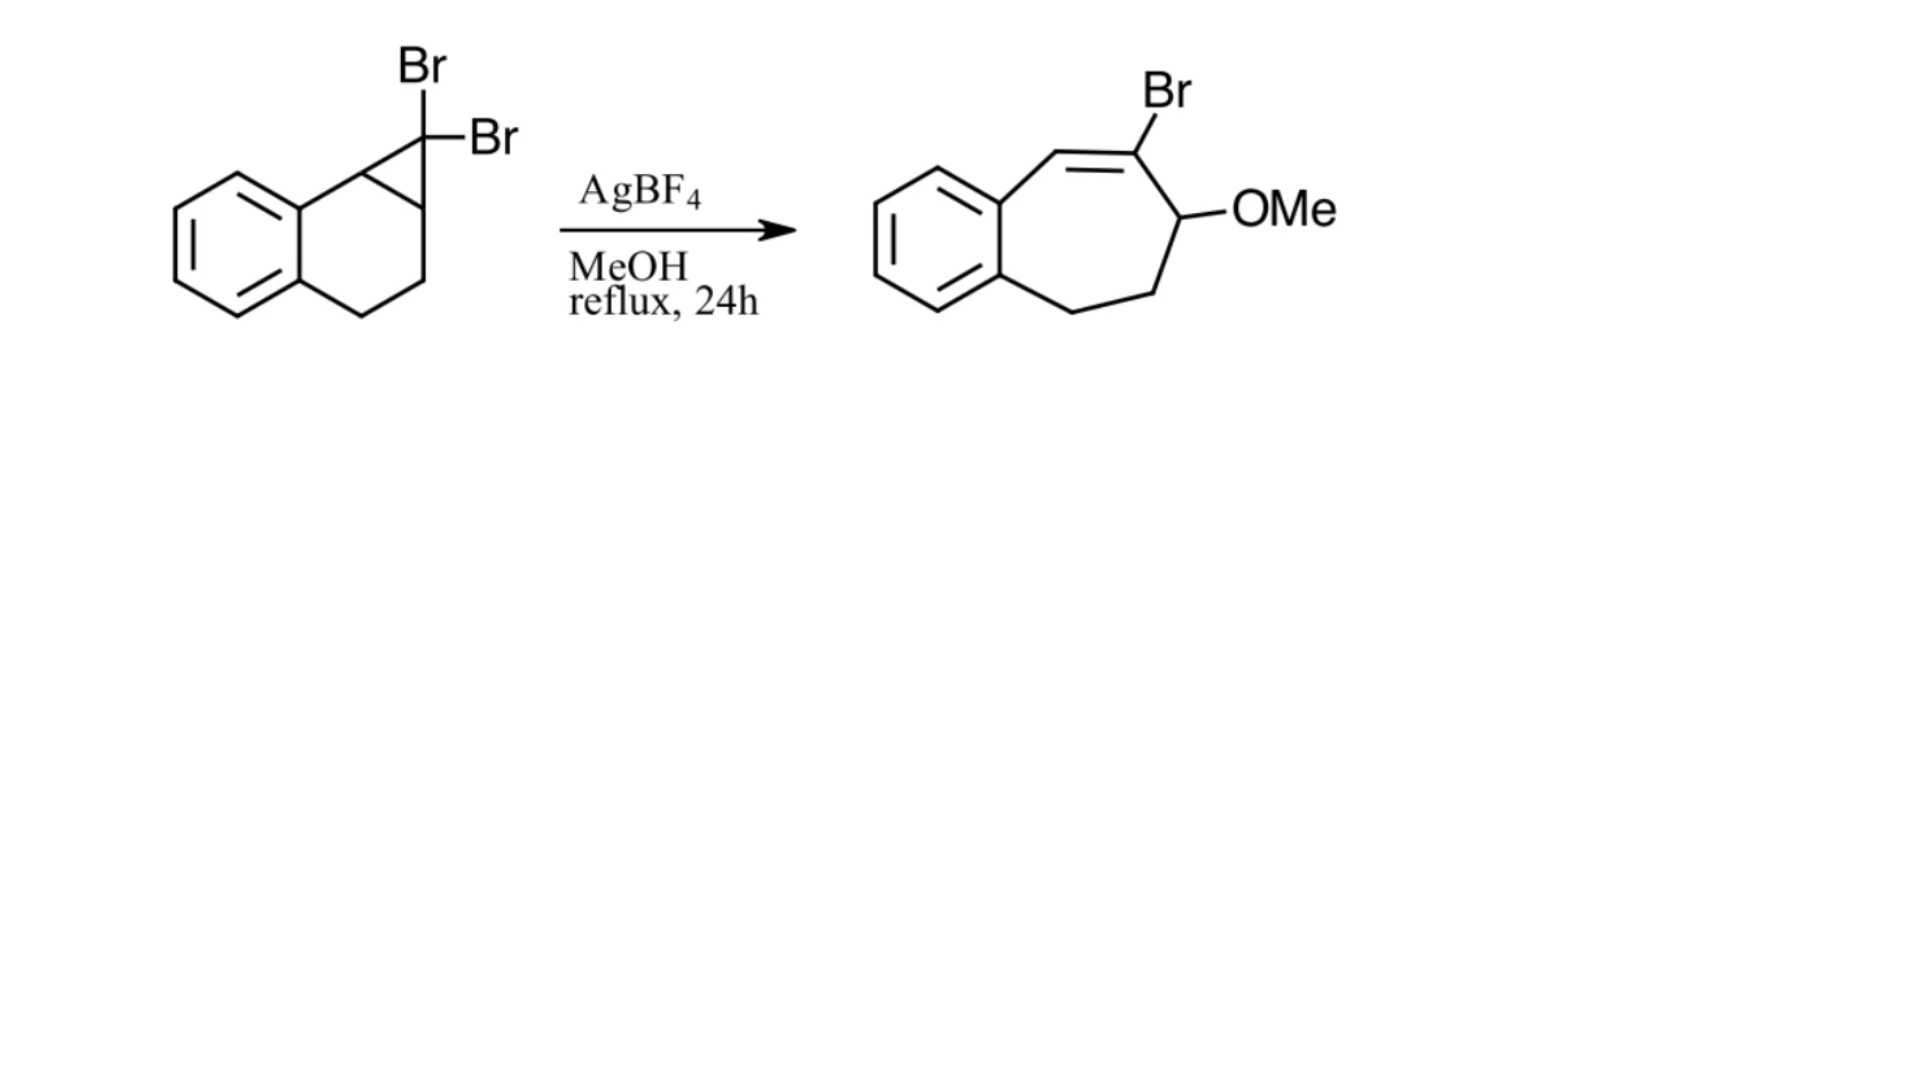 Br
Br
AgBF4
MeOH
reflux, 24h
Br
OMe